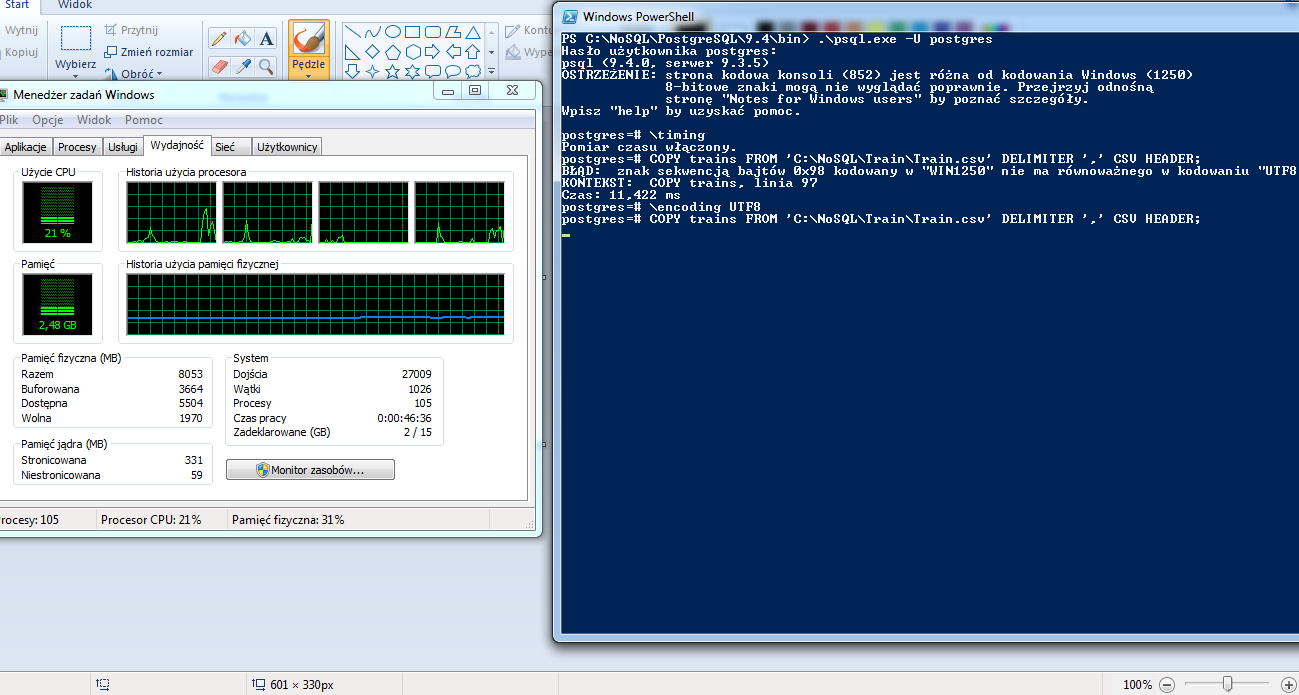 Start Widok
Wytnij
Kopiuj
Wybierz
Przytnij
Zmień rozmiar
Obróć
A
Pędzle
Kontu
Wype
Menedżer zadań Windows
Plik Opcje Widok Pomoc
Aplikacje Procesy Usługi Wydajność Sieć Użytkownicy
Użycie CPU
21 %
Historia użycia procesora
Pamięć
2,48 GB
Historia użycia pamięci fizycznej
Pamięć fizyczna (MB)
Razem 8053
Buforowana 3664
Dostępna 5504
Wolna 1970
Pamięć jądra (MB)
Stronicowana 331
Niestronicowana 59
System
Dojścia 27009
Wątki 1026
Procesy 105
Czas pracy 0:00:46:36
Zadeklarowane (GB) 2 / 15
Monitor zasobów...
rocesy: 105 Procesor CPU: 21% Pamięć fizyczna: 31%
Windows PowerShell
PS C:\NoSQL\PostgreSQL\9.4\bin> .\psql.exe -U postgres
Hasło użytkownika postgres:
psql (9.4.0, serwer 9.3.5)
OSTRZEŻENIE: strona kodowa konsoli (852) jest różna od kodowania Windows (1250)
8-bitowe znaki mogą nie wyglądać poprawnie. Przejrzyj odnośną
stronę "Notes for Windows users" by poznać szczegóły.
Wpisz "help" by uzyskać pomoc.
postgres=# \timing
Pomiar czasu włączony.
postgres=# COPY trains FROM 'C:\NoSQL\Train\Train.csv' DELIMITER ',' CSV HEADER;
BŁĄD: znak sekwencją bajtów 0x98 kodowany w "WIN1250" nie ma równoważnego w kodowaniu "UTF8
KONTEKST: COPY trains, linia 97
Czas: 11,422 ms
postgres=# \encoding UTF8
postgres=# COPY trains FROM 'C:\NoSQL\Train\Train.csv' DELIMITER ',' CSV HEADER;
601 × 330px
100%